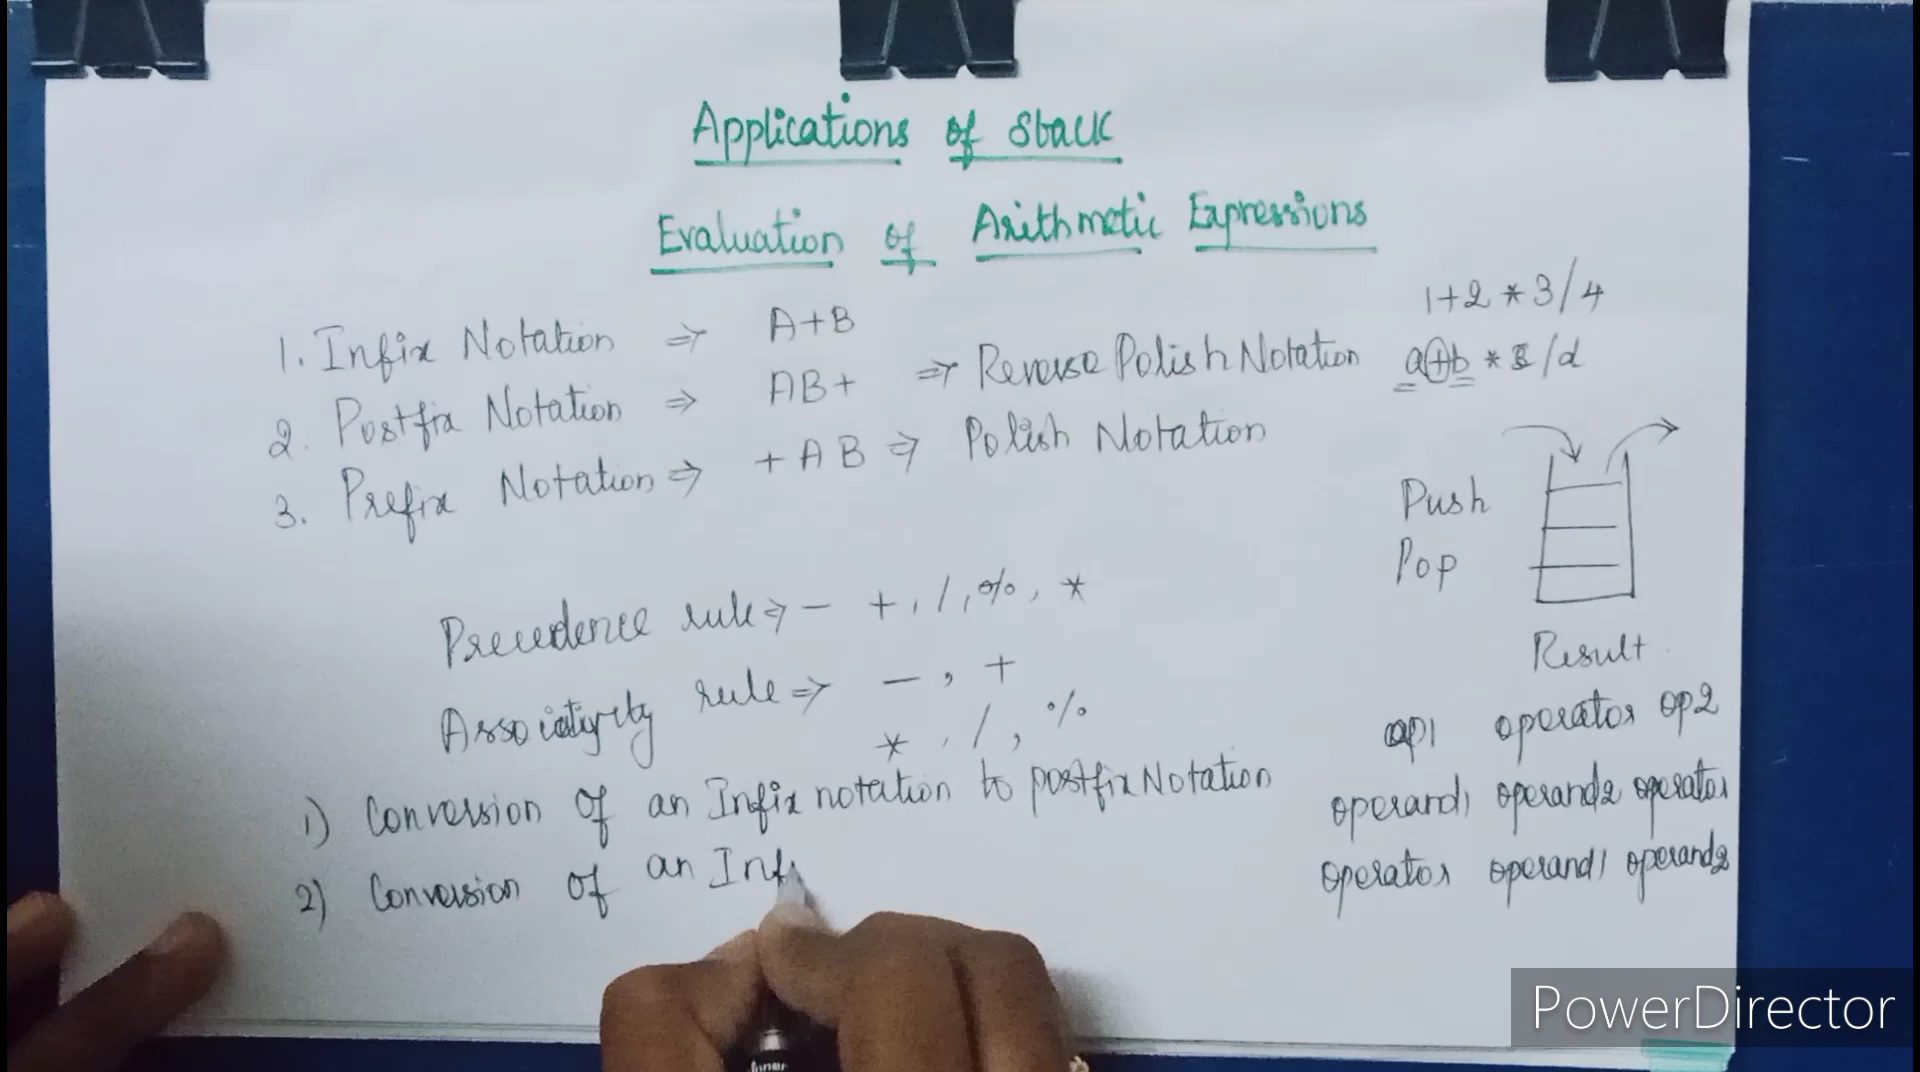 Applications of Stack
Evaluation of Arithmetic Expressions
1+2 * 3/4
1. Infix Notation ⇒ A+B
2. Postfix Notation ⇒ AB+ ⇒ Reverse Polish Notation
a+b * /d
3. Prefix Notation ⇒ +AB ⇒ Polish Notation
Push
Pop
Precedence rule ⇒ - +, /, %, *
Result
rule ⇒ -, +
*, /, %
op1 operator op2
1) Conversion of an Infix notation to postfix Notation
operand1 operand2 operator
2) Conversion of an Inf
operator operand1 operand2
PowerDirector